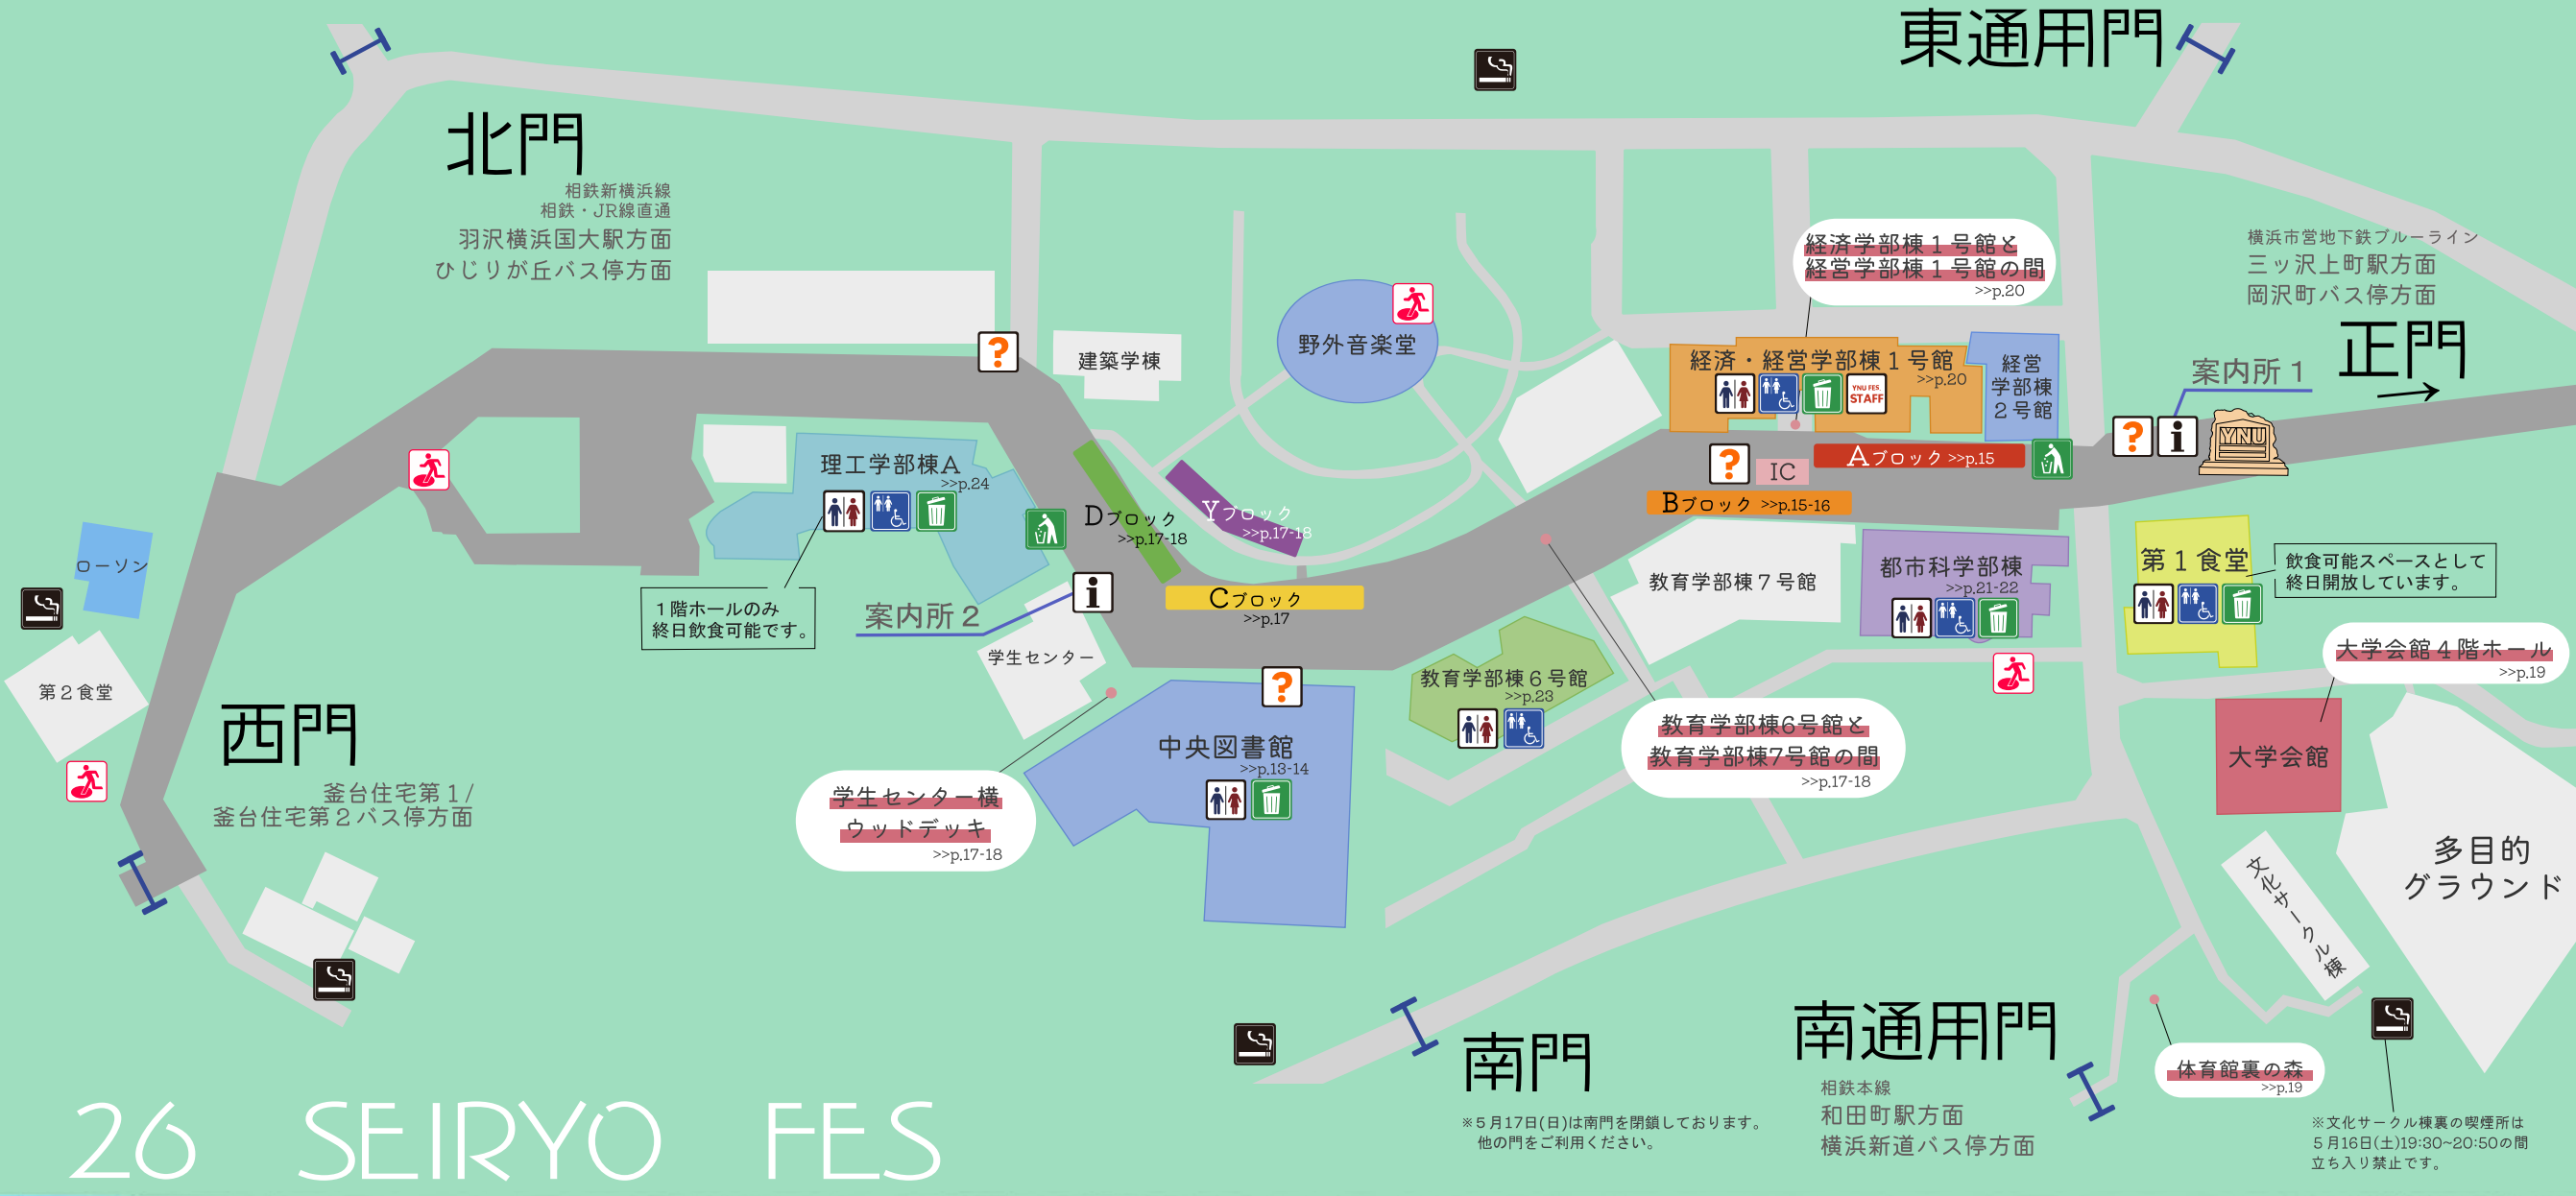 東通用門
北門
相鉄新横浜線
相鉄・JR線直通
羽沢横浜国大駅方面
ひじりが丘バス停方面
経済学部棟１号館と
経営学部棟１号館の間
>>p.20
横浜市営地下鉄ブルーライン
三ッ沢上町駅方面
岡沢町バス停方面
正門
案内所１
建築学棟
野外音楽堂
経済・経営学部棟１号館
>>p.20
YNU FES.
STAFF
経営
学部棟
２号館
YNU
理工学部棟A
>>p.24
IC
Aブロック >>p.15
Bブロック >>p.15-16
Dブロック
>>p.17-18
Yブロック
>>p.17-18
Cブロック
>>p.17
ローソン
第２食堂
１階ホールのみ
終日飲食可能です。
案内所２
学生センター
教育学部棟７号館
都市科学部棟
>>p.21-22
第１食堂
飲食可能スペースとして
終日開放しています。
大学会館４階ホール
>>p.19
教育学部棟６号館
>>p.23
教育学部棟6号館と
教育学部棟7号館の間
>>p.17-18
西門
釜台住宅第１/
釜台住宅第２バス停方面
中央図書館
>>p.13-14
学生センター横
ウッドデッキ
>>p.17-18
大学会館
多目的
グラウンド
文化サークル棟
南門
※５月17日(日)は南門を閉鎖しております。
他の門をご利用ください。
南通用門
相鉄本線
和田町駅方面
横浜新道バス停方面
体育館裏の森
>>p.19
※文化サークル棟裏の喫煙所は
５月16日(土)19:30~20:50の間
立ち入り禁止です。
26 SEIRYO FES